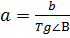 a = b / Tg∠B